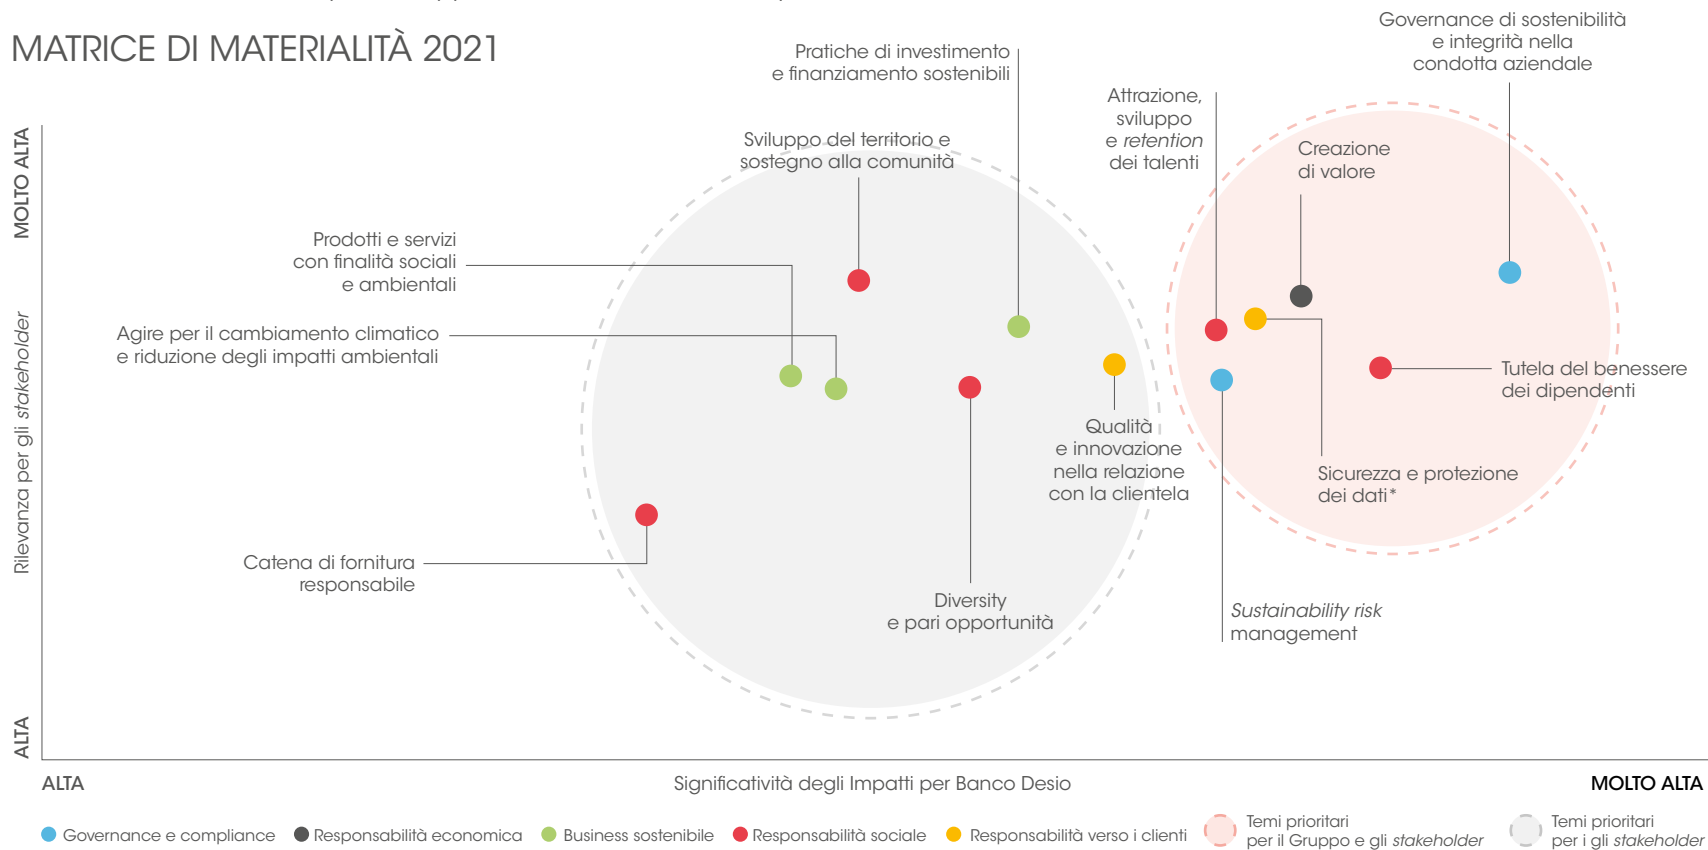 MATRICE DI MATERIALITÀ 2021
Governance di sostenibilità
e integrità nella
condotta aziendale
Pratiche di investimento
e finanziamento sostenibili
Attrazione,
sviluppo
e retention
dei talenti
Sviluppo del territorio e
sostegno alla comunità
Creazione
di valore
Prodotti e servizi
con finalità sociali
e ambientali
Agire per il cambiamento climatico
e riduzione degli impatti ambientali
Tutela del benessere
dei dipendenti
Qualità
e innovazione
nella relazione
con la clientela
Sicurezza e protezione
dei dati*
Catena di fornitura
responsabile
Diversity
e pari opportunità
Sustainability risk
management
MOLTO ALTA
Rilevanza per gli stakeholder
ALTA
ALTA
Significatività degli Impatti per Banco Desio
MOLTO ALTA
Governance e compliance
Responsabilità economica
Business sostenibile
Responsabilità sociale
Responsabilità verso i clienti
Temi prioritari
per il Gruppo e gli stakeholder
Temi prioritari
per i gli stakeholder